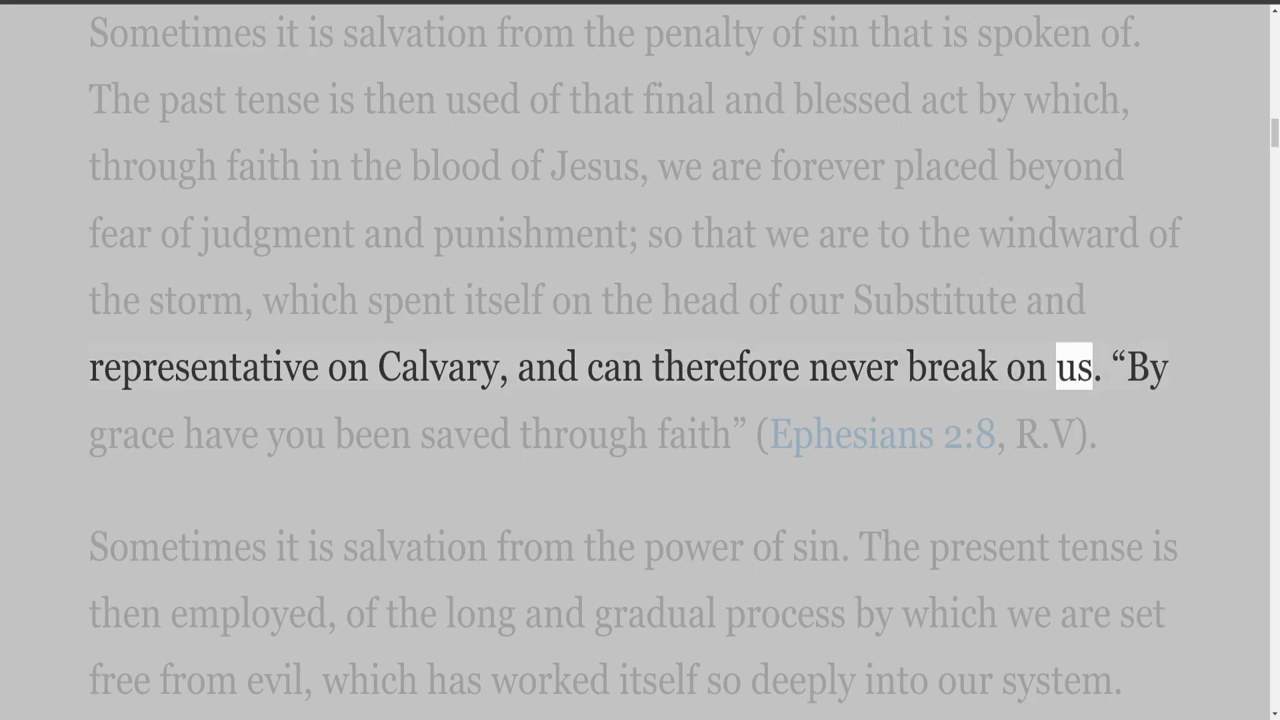 Sometimes it is salvation from the penalty of sin that is spoken of.
The past tense is then used of that final and blessed act by which,
through faith in the blood of Jesus, we are forever placed beyond
fear of judgment and punishment; so that we are to the windward of
the storm, which spent itself on the head of our Substitute and
representative on Calvary, and can therefore never break on us. “By
grace have you been saved through faith” (Ephesians 2:8, R.V).
Sometimes it is salvation from the power of sin. The present tense is
then employed, of the long and gradual process by which we are set
free from evil, which has worked itself so deeply into our system.